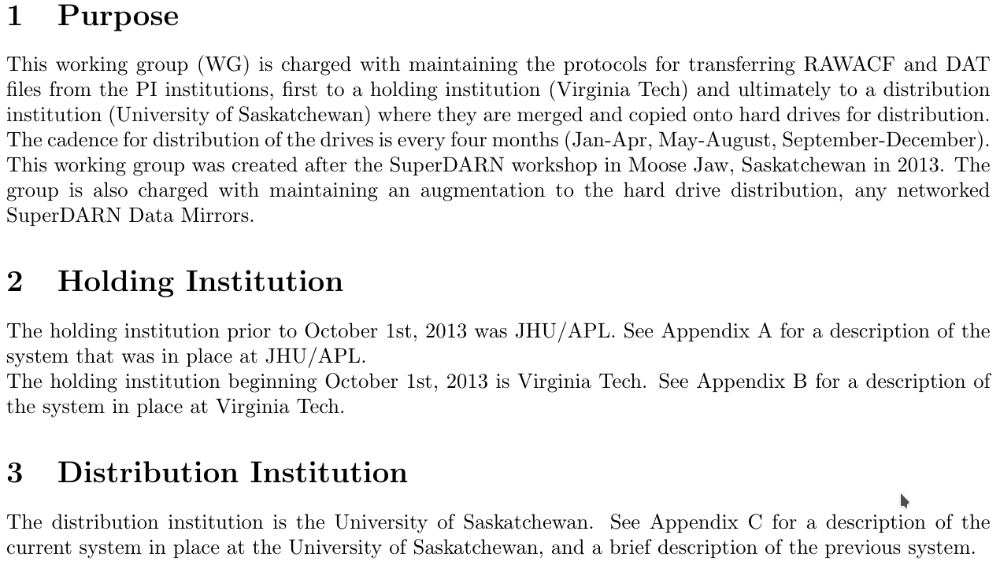 1 Purpose
This working group (WG) is charged with maintaining the protocols for transferring RAWACF and DAT
files from the PI institutions, first to a holding institution (Virginia Tech) and ultimately to a distribution
institution (University of Saskatchewan) where they are merged and copied onto hard drives for distribution.
The cadence for distribution of the drives is every four months (Jan-Apr, May-August, September-December).
This working group was created after the SuperDARN workshop in Moose Jaw, Saskatchewan in 2013. The
group is also charged with maintaining an augmentation to the hard drive distribution, any networked
SuperDARN Data Mirrors.
2 Holding Institution
The holding institution prior to October 1st, 2013 was JHU/APL. See Appendix A for a description of the
system that was in place at JHU/APL.
The holding institution beginning October 1st, 2013 is Virginia Tech. See Appendix B for a description of
the system in place at Virginia Tech.
3 Distribution Institution
The distribution institution is the University of Saskatchewan. See Appendix C for a description of the
current system in place at the University of Saskatchewan, and a brief description of the previous system.